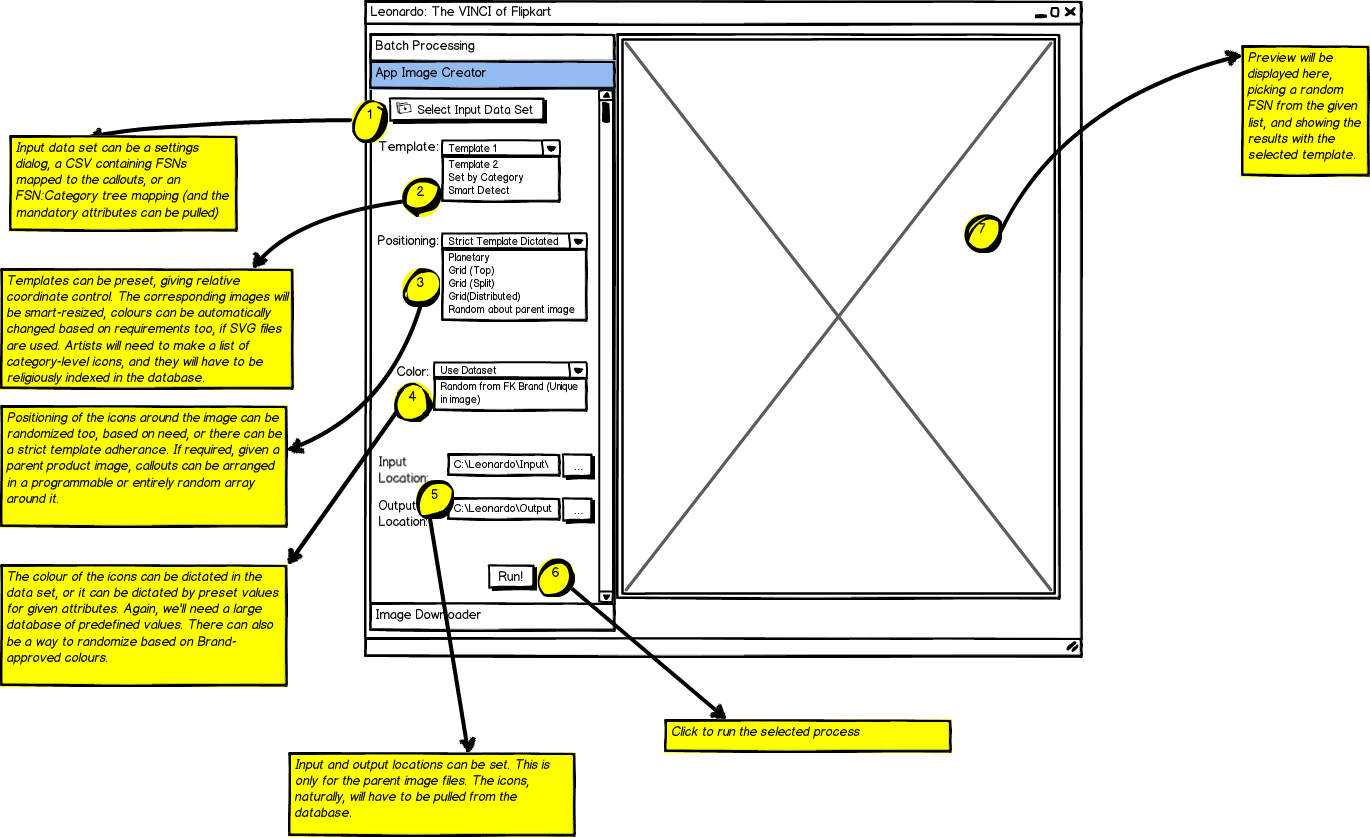 Leonardo: The VINCI of Flipkart
Batch Processing
App Image Creator
1
Select Input Data Set
Input data set can be a settings
dialog, a CSV containing FSNs
mapped to the callouts, or an
FSN:Category tree mapping (and the
mandatory attributes can be pulled)
Template:
Template 1
Template 2
Set by Category
Smart Detect
2
Templates can be preset, giving relative
coordinate control. The corresponding images will
be smart-resized, colours can be automatically
changed based on requirements too, if SVG files
are used. Artists will need to make a list of
category-level icons, and they will have to be
religiously indexed in the database.
Positioning:
Strict Template Dictated
Planetary
Grid (Top)
Grid (Split)
Grid(Distributed)
Random about parent image
3
Positioning of the icons around the image can be
randomized too, based on need, or there can be
a strict template adherance. If required, given a
parent product image, callouts can be arranged
in a programmable or entirely random array
around it.
Color:
Use Dataset
Random from FK Brand (Unique
in image)
4
The colour of the icons can be dictated in the
data set, or it can be dictated by preset values
for given attributes. Again, we'll need a large
database of predefined values. There can also
be a way to randomize based on Brand-
approved colours.
Input
Location:
C:\Leonardo\Input\
...
Output
Location:
C:\Leonardo\Output
...
5
Input and output locations can be set. This is
only for the parent image files. The icons,
naturally, will have to be pulled from the
database.
Run!
6
Click to run the selected process
Image Downloader
7
Preview will be
displayed here,
picking a random
FSN from the given
list, and showing the
results with the
selected template.